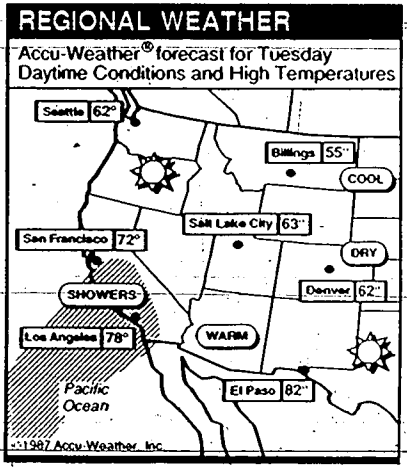 REGIONAL WEATHER
Accu-Weather® forecast for Tuesday
Daytime Conditions and High Temperatures
Seattle 62°
Billings 55°
COOL
Salt Lake City 63°
San Francisco 72°
DRY
Denver 62°
SHOWERS
Los Angeles 78°
WARM
El Paso 82°
Pacific
Ocean
©1987 Accu-Weather, Inc.